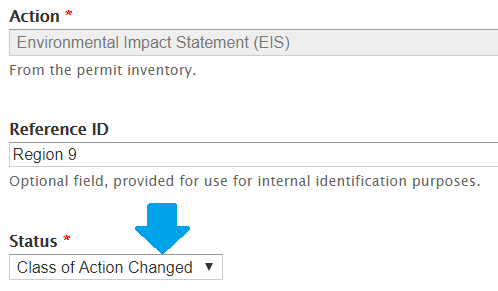 Action *
Environmental Impact Statement (EIS)
From the permit inventory.
Reference ID
Region 9
Optional field, provided for use for internal identification purposes.
Status *
Class of Action Changed ▼